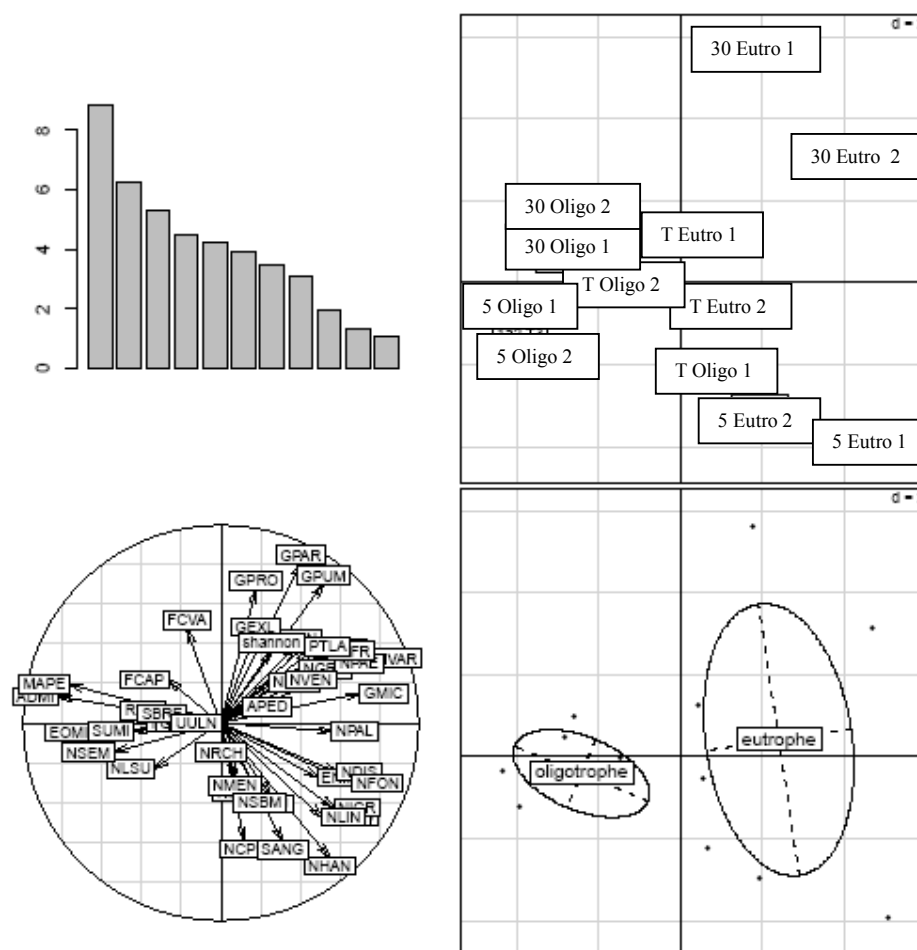 8
6
4
2
0
d =
30 Eutro 1
30 Eutro 2
30 Oligo 2
T Eutro 1
30 Oligo 1
T Oligo 2
5 Oligo 1
T Eutro 2
5 Oligo 2
T Oligo 1
5 Eutro 2
5 Eutro 1
GPAR
GPUM
GPRO
FCVA
GEXL
shannon
PTLA
FCAP
NVEN
MAPE
GMIC
APED
UULN
NPAL
SUMI
EOMI
NSEM
NRCH
NLSU
NDIS
NFON
NMEN
NSBM
NLIN
NCP
SANG
NHAN
d =
eutrophe
oligotrophe